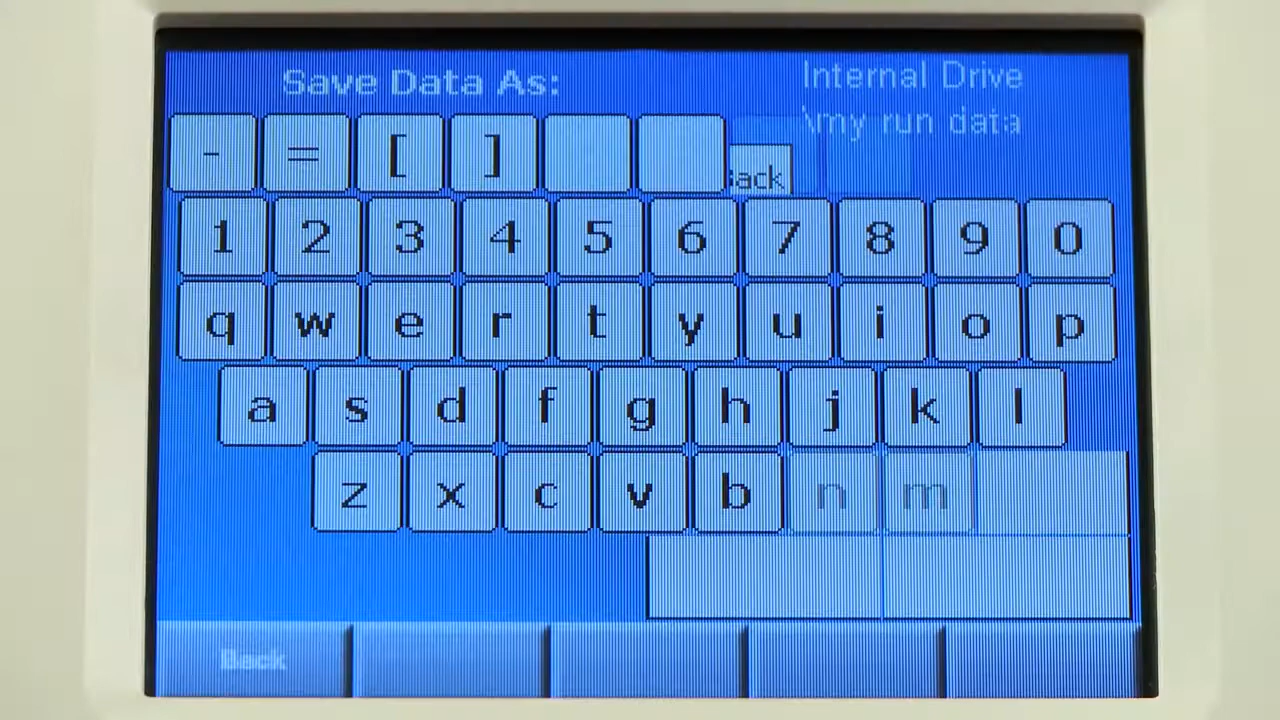 Save Data As:
Internal Drive
\my run data
- = [ ] ack
1 2 3 4 5 6 7 8 9 0
q w e r t y u i o p
a s d f g h j k l
z x c v b n m
Back